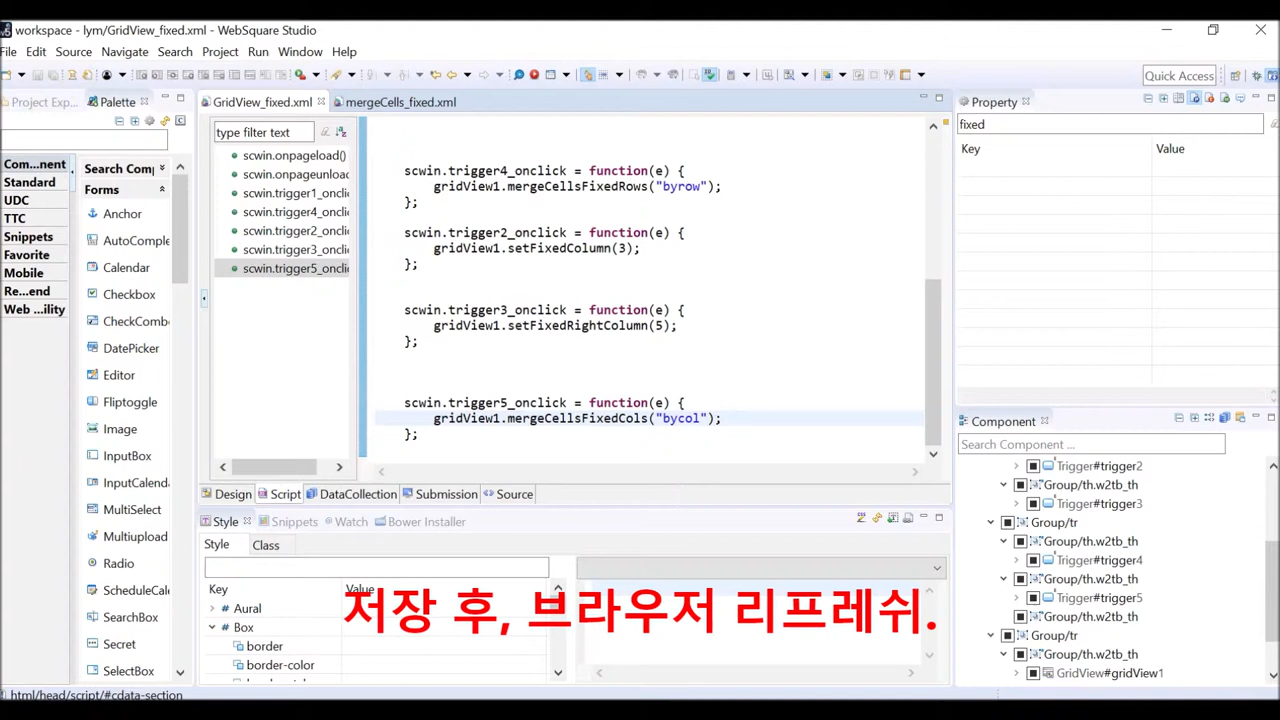 workspace - lym/GridView_fixed.xml - WebSquare Studio
File Edit Source Navigate Search Project Run Window Help
Quick Access
Project Exp...
Palette
Com...nent
Standard
UDC
TTC
Snippets
Favorite
Mobile
Re...end
Web ...ility
Search Comp
Forms
Anchor
AutoComple
Calendar
Checkbox
CheckCombo
DatePicker
Editor
Fliptoggle
Image
InputBox
InputCalenda
MultiSelect
Multiupload
Radio
ScheduleCale
SearchBox
Secret
SelectBox
GridView_fixed.xml
mergeCells_fixed.xml
type filter text
scwin.onpageload()
scwin.onpageunloa
scwin.trigger1_onclic
scwin.trigger4_onclic
scwin.trigger2_onclic
scwin.trigger3_onclic
scwin.trigger5_onclic
scwin.trigger4_onclick = function(e) {
gridView1.mergeCellsFixedRows("byrow");
};
scwin.trigger2_onclick = function(e) {
gridView1.setFixedColumn(3);
};
scwin.trigger3_onclick = function(e) {
gridView1.setFixedRightColumn(5);
};
scwin.trigger5_onclick = function(e) {
gridView1.mergeCellsFixedCols("bycol");
};
Design Script DataCollection Submission Source
Style Snippets Watch Bower Installer
Style Class
Key Value
Aural
Box
border
border-color
저장 후, 브라우저 리프레쉬.
Property
fixed
Key Value
Component
Search Component ...
Trigger#trigger2
Group/th.w2tb_th
Trigger#trigger3
Group/tr
Group/th.w2tb_th
Trigger#trigger4
Group/th.w2tb_th
Trigger#trigger5
Group/th.w2tb_th
Group/tr
Group/th.w2tb_th
GridView#gridView1
html/head/script/#cdata-section